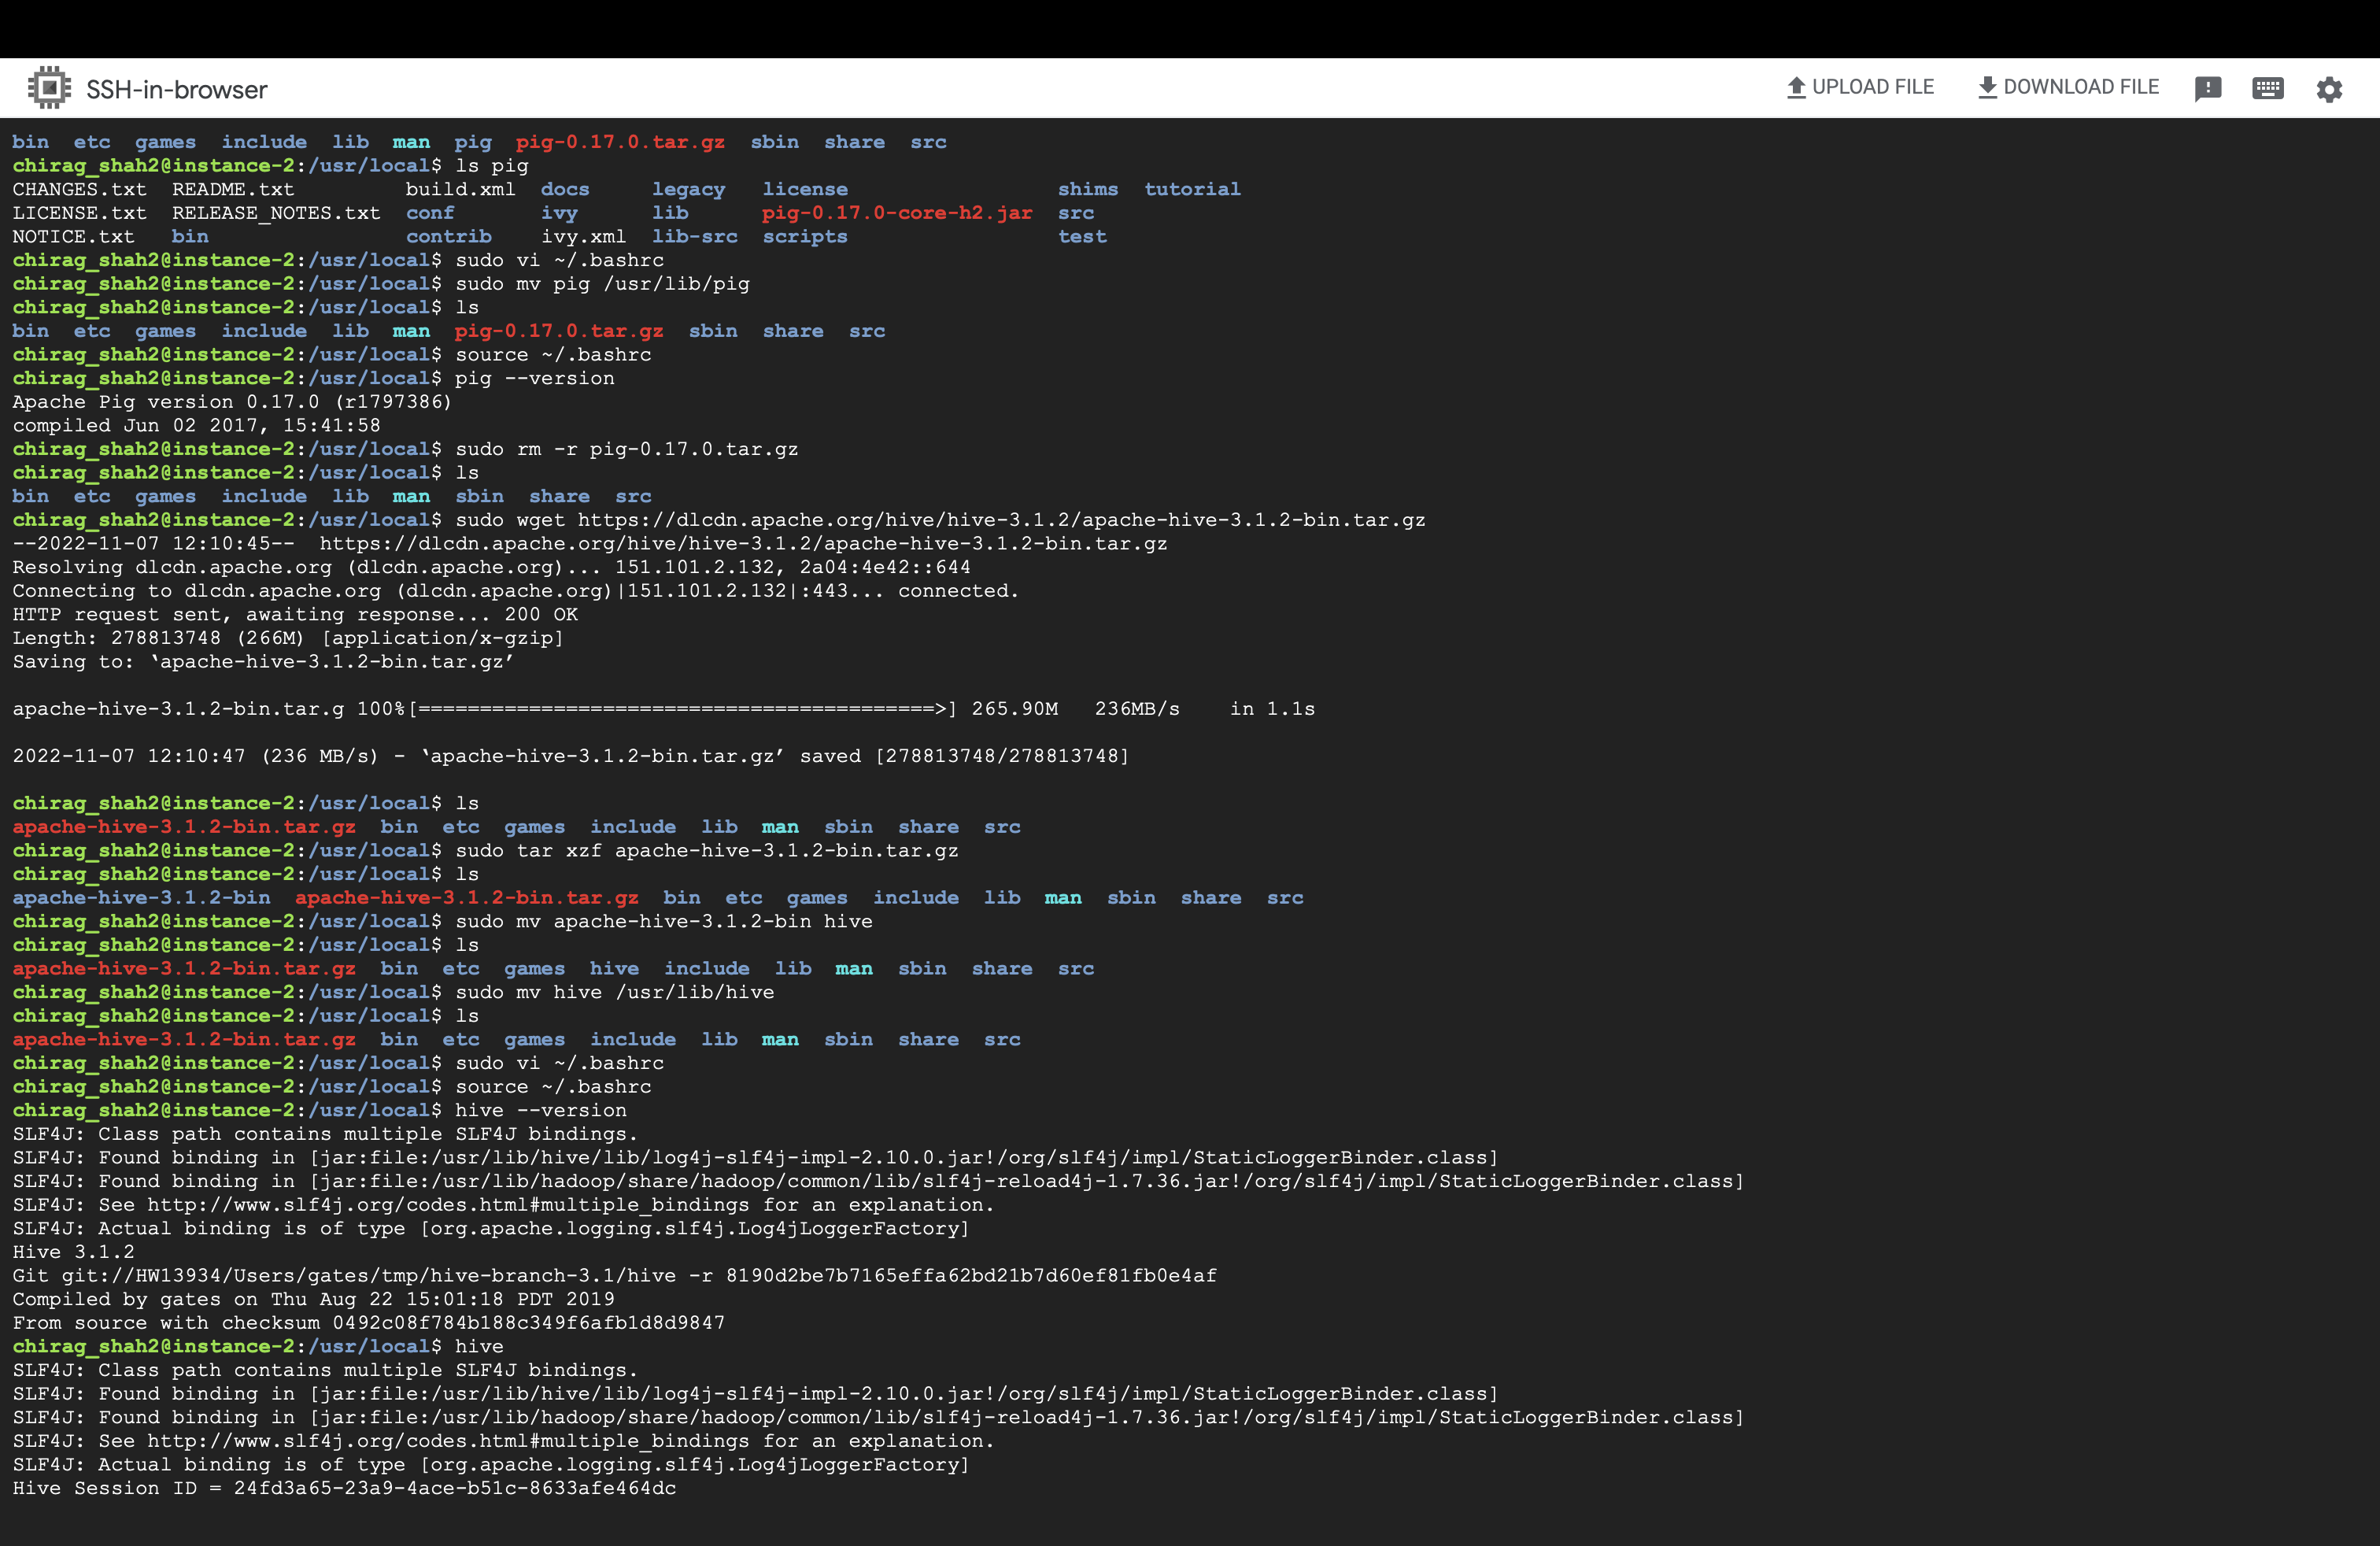 SSH-in-browser
UPLOAD FILE
DOWNLOAD FILE
bin  etc  games  include  lib  man  pig  pig-0.17.0.tar.gz  sbin  share  src
chirag_shah2@instance-2:/usr/local$ ls pig
CHANGES.txt  README.txt         build.xml  docs     legacy   license                shims  tutorial
LICENSE.txt  RELEASE_NOTES.txt  conf       ivy      lib      pig-0.17.0-core-h2.jar  src
NOTICE.txt   bin                contrib    ivy.xml  lib-src  scripts                test
chirag_shah2@instance-2:/usr/local$ sudo vi ~/.bashrc
chirag_shah2@instance-2:/usr/local$ sudo mv pig /usr/lib/pig
chirag_shah2@instance-2:/usr/local$ ls
bin  etc  games  include  lib  man  pig-0.17.0.tar.gz  sbin  share  src
chirag_shah2@instance-2:/usr/local$ source ~/.bashrc
chirag_shah2@instance-2:/usr/local$ pig --version
Apache Pig version 0.17.0 (r1797386)
compiled Jun 02 2017, 15:41:58
chirag_shah2@instance-2:/usr/local$ sudo rm -r pig-0.17.0.tar.gz
chirag_shah2@instance-2:/usr/local$ ls
bin  etc  games  include  lib  man  sbin  share  src
chirag_shah2@instance-2:/usr/local$ sudo wget https://dlcdn.apache.org/hive/hive-3.1.2/apache-hive-3.1.2-bin.tar.gz
--2022-11-07 12:10:45--  https://dlcdn.apache.org/hive/hive-3.1.2/apache-hive-3.1.2-bin.tar.gz
Resolving dlcdn.apache.org (dlcdn.apache.org)... 151.101.2.132, 2a04:4e42::644
Connecting to dlcdn.apache.org (dlcdn.apache.org)|151.101.2.132|:443... connected.
HTTP request sent, awaiting response... 200 OK
Length: 278813748 (266M) [application/x-gzip]
Saving to: ‘apache-hive-3.1.2-bin.tar.gz’
apache-hive-3.1.2-bin.tar.g 100%[==========================================>] 265.90M   236MB/s    in 1.1s
2022-11-07 12:10:47 (236 MB/s) - ‘apache-hive-3.1.2-bin.tar.gz’ saved [278813748/278813748]
chirag_shah2@instance-2:/usr/local$ ls
apache-hive-3.1.2-bin.tar.gz  bin  etc  games  include  lib  man  sbin  share  src
chirag_shah2@instance-2:/usr/local$ sudo tar xzf apache-hive-3.1.2-bin.tar.gz
chirag_shah2@instance-2:/usr/local$ ls
apache-hive-3.1.2-bin  apache-hive-3.1.2-bin.tar.gz  bin  etc  games  include  lib  man  sbin  share  src
chirag_shah2@instance-2:/usr/local$ sudo mv apache-hive-3.1.2-bin hive
chirag_shah2@instance-2:/usr/local$ ls
apache-hive-3.1.2-bin.tar.gz  bin  etc  games  hive  include  lib  man  sbin  share  src
chirag_shah2@instance-2:/usr/local$ sudo mv hive /usr/lib/hive
chirag_shah2@instance-2:/usr/local$ ls
apache-hive-3.1.2-bin.tar.gz  bin  etc  games  include  lib  man  sbin  share  src
chirag_shah2@instance-2:/usr/local$ sudo vi ~/.bashrc
chirag_shah2@instance-2:/usr/local$ source ~/.bashrc
chirag_shah2@instance-2:/usr/local$ hive --version
SLF4J: Class path contains multiple SLF4J bindings.
SLF4J: Found binding in [jar:file:/usr/lib/hive/lib/log4j-slf4j-impl-2.10.0.jar!/org/slf4j/impl/StaticLoggerBinder.class]
SLF4J: Found binding in [jar:file:/usr/lib/hadoop/share/hadoop/common/lib/slf4j-reload4j-1.7.36.jar!/org/slf4j/impl/StaticLoggerBinder.class]
SLF4J: See http://www.slf4j.org/codes.html#multiple_bindings for an explanation.
SLF4J: Actual binding is of type [org.apache.logging.slf4j.Log4jLoggerFactory]
Hive 3.1.2
Git git://HW13934/Users/gates/tmp/hive-branch-3.1/hive -r 8190d2be7b7165effa62bd21b7d60ef81fb0e4af
Compiled by gates on Thu Aug 22 15:01:18 PDT 2019
From source with checksum 0492c08f784b188c349f6afb1d8d9847
chirag_shah2@instance-2:/usr/local$ hive
SLF4J: Class path contains multiple SLF4J bindings.
SLF4J: Found binding in [jar:file:/usr/lib/hive/lib/log4j-slf4j-impl-2.10.0.jar!/org/slf4j/impl/StaticLoggerBinder.class]
SLF4J: Found binding in [jar:file:/usr/lib/hadoop/share/hadoop/common/lib/slf4j-reload4j-1.7.36.jar!/org/slf4j/impl/StaticLoggerBinder.class]
SLF4J: See http://www.slf4j.org/codes.html#multiple_bindings for an explanation.
SLF4J: Actual binding is of type [org.apache.logging.slf4j.Log4jLoggerFactory]
Hive Session ID = 24fd3a65-23a9-4ace-b51c-8633afe464dc